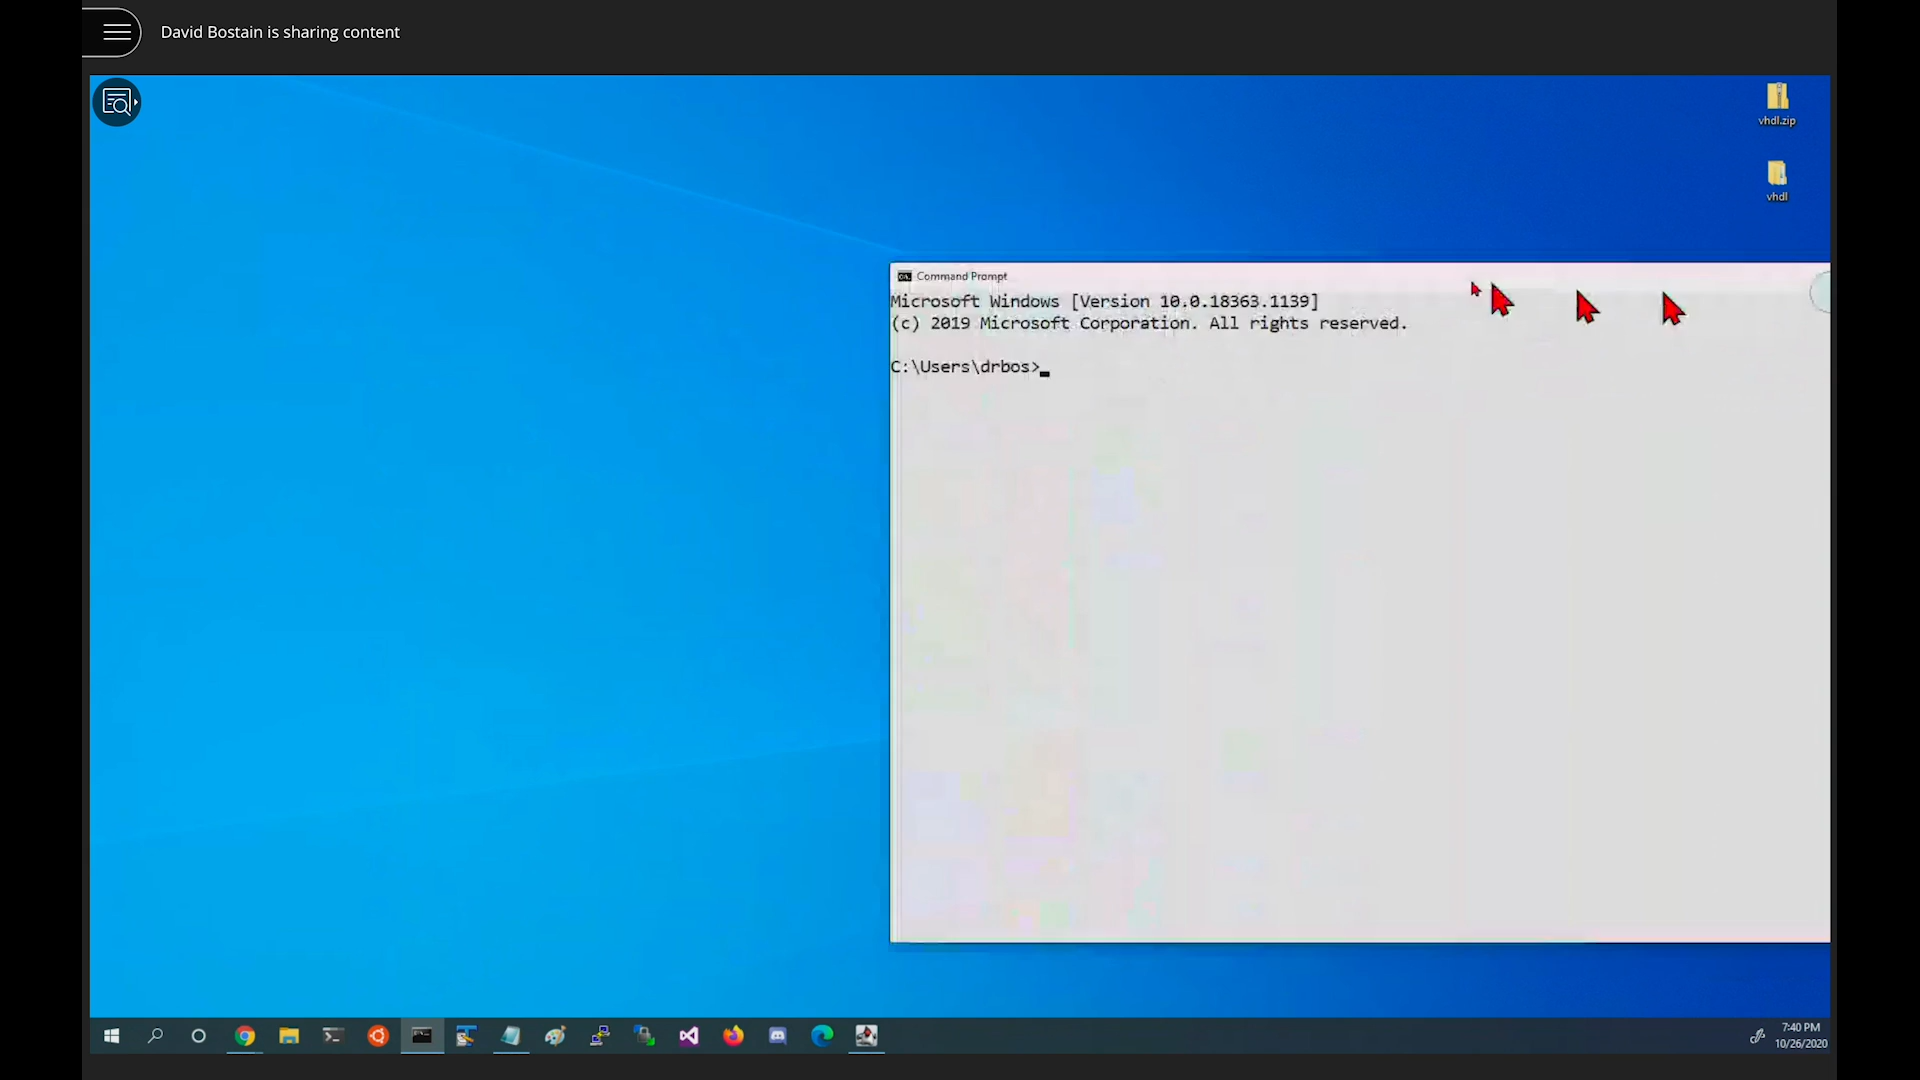 David Bostain is sharing content
vhdl.zip
vhdl
Command Prompt
Microsoft Windows [Version 10.0.18363.1139]
(c) 2019 Microsoft Corporation. All rights reserved.
C:\Users\drbos>
7:40 PM
10/26/2020